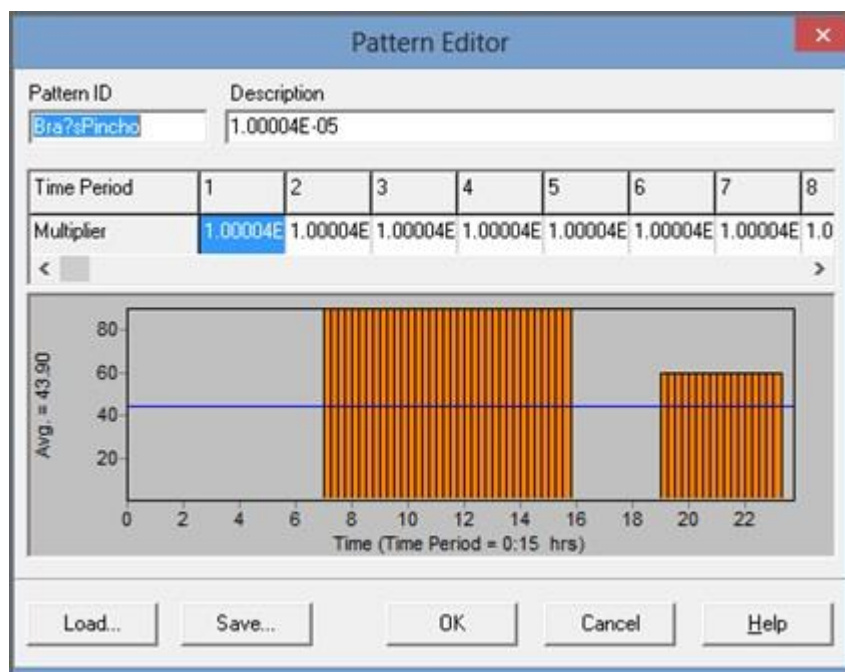 Pattern Editor
Pattern ID Description
Bra?sPincho 1.00004E-05
Time Period 1 2 3 4 5 6 7 8
Multiplier 1.00004E 1.00004E 1.00004E 1.00004E 1.00004E 1.00004E 1.00004E 1.0
< >
80
60
40
20
Avg. = 43.90
0 2 4 6 8 10 12 14 16 18 20 22
Time (Time Period = 0:15 hrs)
Load... Save... OK Cancel Help